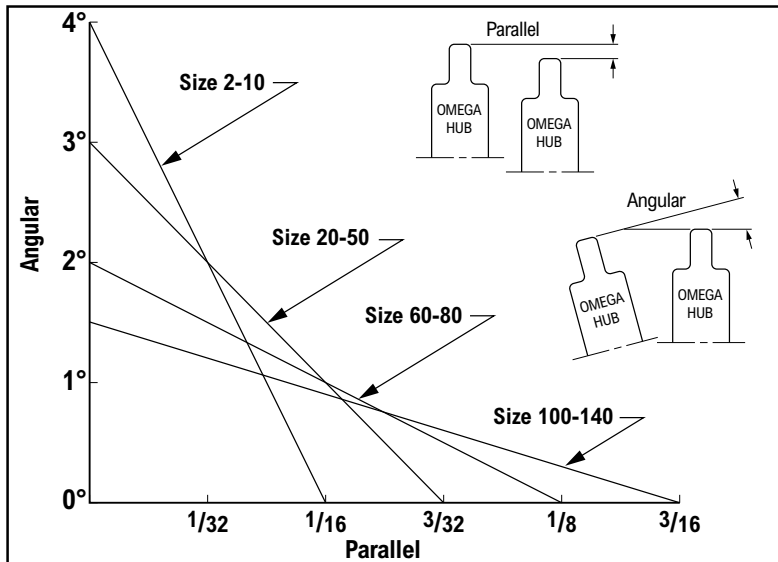 4°
3°
2°
1°
0°
Angular
Size 2-10
Size 20-50
Size 60-80
Size 100-140
1/32
1/16
3/32
1/8
3/16
Parallel
Parallel
OMEGA
HUB
OMEGA
HUB
Angular
OMEGA
HUB
OMEGA
HUB